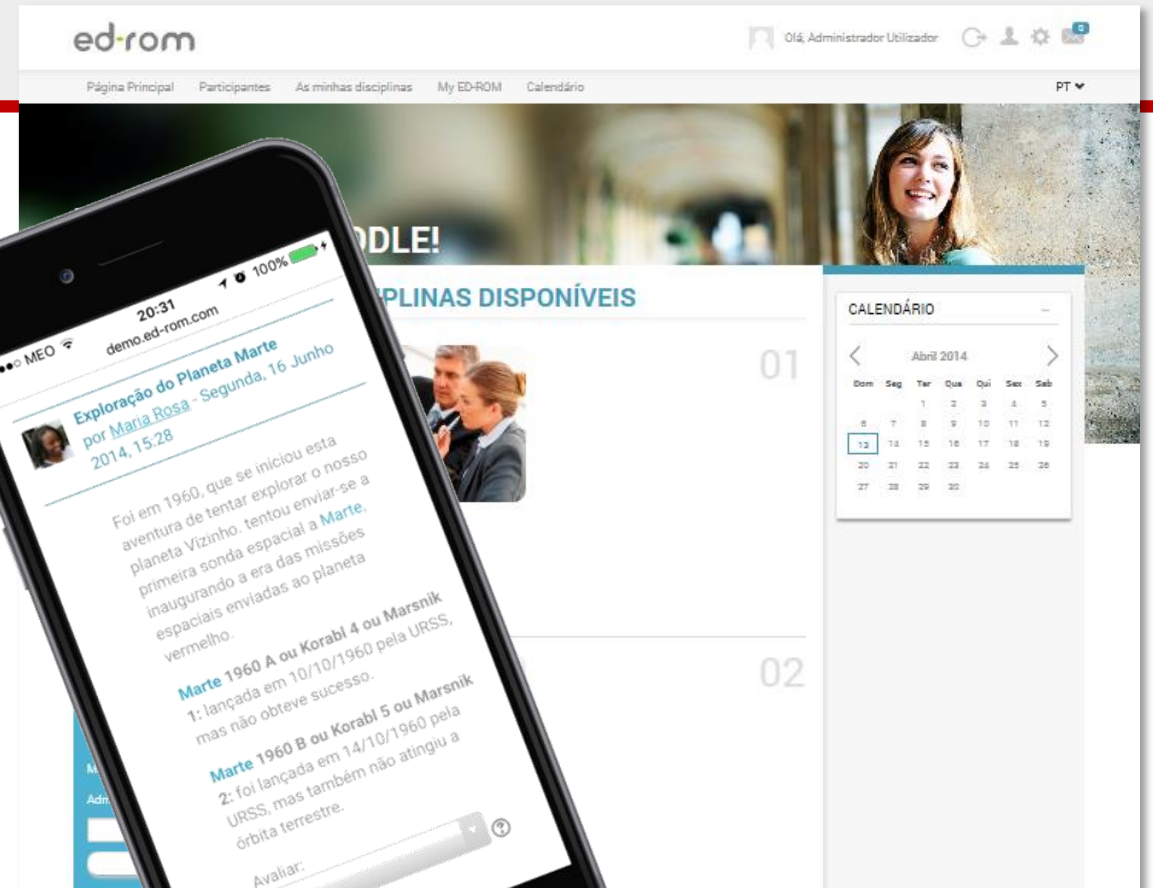 ed-rom
Olá, Administrador Utilizador
0
Página Principal Participantes As minhas disciplinas My ED-ROM Calendário
PT
ODLE!
PLINAS DISPONÍVEIS
01
02
CALENDÁRIO
Abril 2014
Dom Seg Ter Qua Qui Sex Sab
1 2 3 4 5
6 7 8 9 10 11 12
13 14 15 16 17 18 19
20 21 22 23 24 25 26
27 28 29 30
MEO 20:31 100%
demo.ed-rom.com
Exploração do Planeta Marte
por Maria Rosa - Segunda, 16 Junho
2014, 15:28
Foi em 1960, que se iniciou esta
aventura de tentar explorar o nosso
planeta Vizinho. tentou enviar-se a
primeira sonda espacial a Marte,
inaugurando a era das missões
espaciais enviadas ao planeta
vermelho.
Marte 1960 A ou Korabl 4 ou Marsnik
1: lançada em 10/10/1960 pela URSS,
mas não obteve sucesso.
Marte 1960 B ou Korabl 5 ou Marsnik
2: foi lançada em 14/10/1960 pela
URSS, mas também não atingiu a
órbita terrestre.
Avaliar:
M
Adm